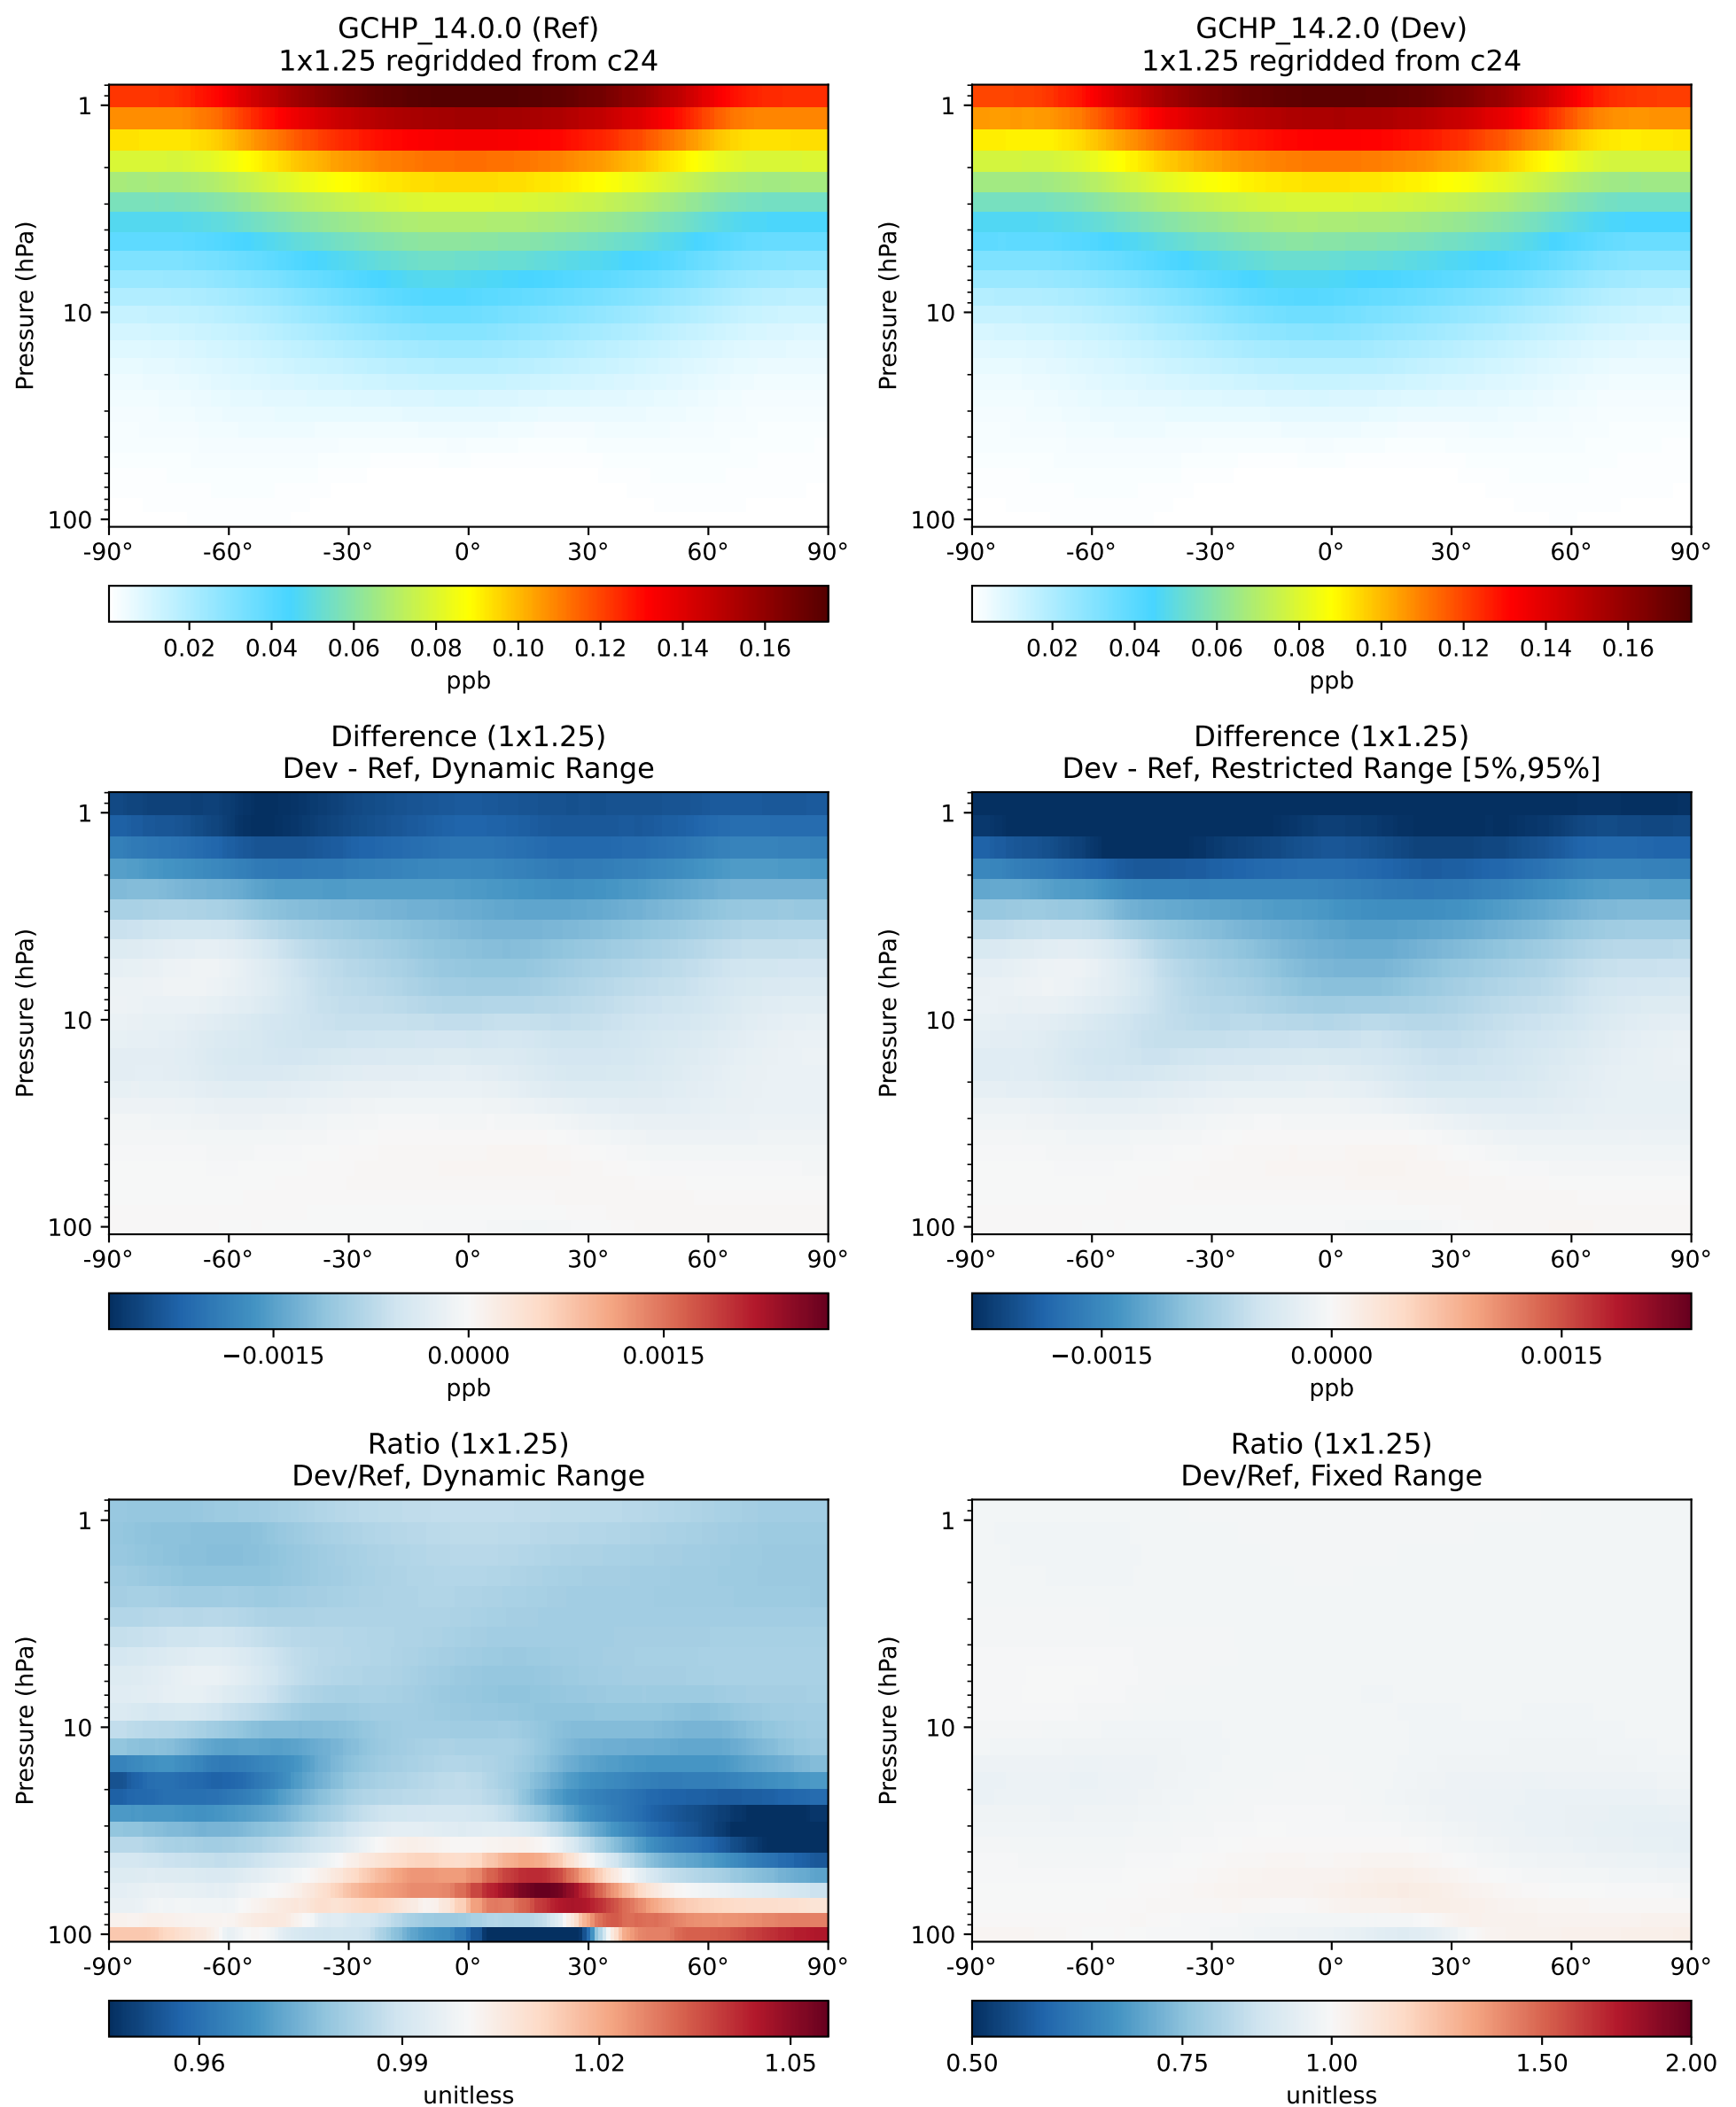 GCHP_14.0.0 (Ref)
1x1.25 regridded from c24
Pressure (hPa)
1
10
100
-90° -60° -30° 0° 30° 60° 90°
0.02 0.04 0.06 0.08 0.10 0.12 0.14 0.16
ppb
GCHP_14.2.0 (Dev)
1x1.25 regridded from c24
Pressure (hPa)
1
10
100
-90° -60° -30° 0° 30° 60° 90°
0.02 0.04 0.06 0.08 0.10 0.12 0.14 0.16
ppb
Difference (1x1.25)
Dev - Ref, Dynamic Range
Pressure (hPa)
1
10
100
-90° -60° -30° 0° 30° 60° 90°
−0.0015 0.0000 0.0015
ppb
Difference (1x1.25)
Dev - Ref, Restricted Range [5%,95%]
Pressure (hPa)
1
10
100
-90° -60° -30° 0° 30° 60° 90°
−0.0015 0.0000 0.0015
ppb
Ratio (1x1.25)
Dev/Ref, Dynamic Range
Pressure (hPa)
1
10
100
-90° -60° -30° 0° 30° 60° 90°
0.96 0.99 1.02 1.05
unitless
Ratio (1x1.25)
Dev/Ref, Fixed Range
Pressure (hPa)
1
10
100
-90° -60° -30° 0° 30° 60° 90°
0.50 0.75 1.00 1.50 2.00
unitless